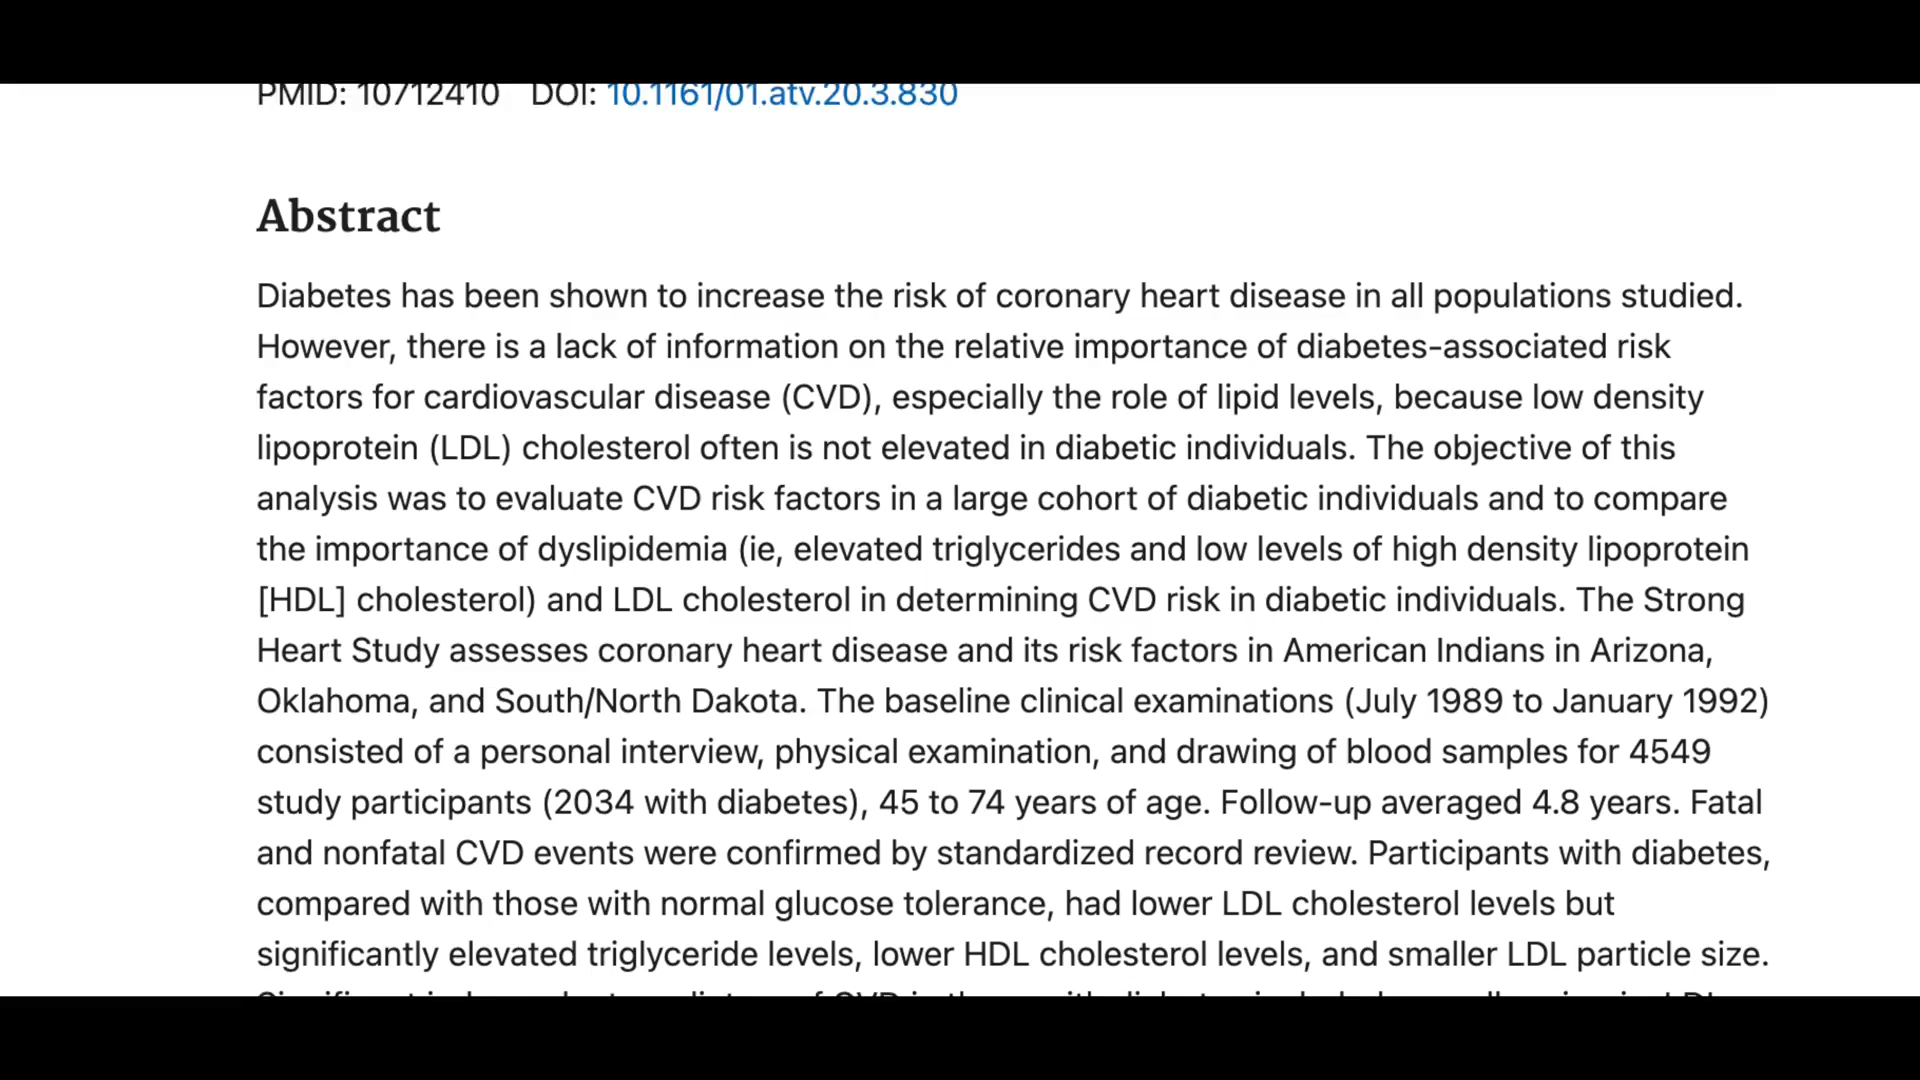 PMID: 10712410 DOI: 10.1161/01.atv.20.3.830
Abstract
Diabetes has been shown to increase the risk of coronary heart disease in all populations studied.
However, there is a lack of information on the relative importance of diabetes-associated risk
factors for cardiovascular disease (CVD), especially the role of lipid levels, because low density
lipoprotein (LDL) cholesterol often is not elevated in diabetic individuals. The objective of this
analysis was to evaluate CVD risk factors in a large cohort of diabetic individuals and to compare
the importance of dyslipidemia (ie, elevated triglycerides and low levels of high density lipoprotein
[HDL] cholesterol) and LDL cholesterol in determining CVD risk in diabetic individuals. The Strong
Heart Study assesses coronary heart disease and its risk factors in American Indians in Arizona,
Oklahoma, and South/North Dakota. The baseline clinical examinations (July 1989 to January 1992)
consisted of a personal interview, physical examination, and drawing of blood samples for 4549
study participants (2034 with diabetes), 45 to 74 years of age. Follow-up averaged 4.8 years. Fatal
and nonfatal CVD events were confirmed by standardized record review. Participants with diabetes,
compared with those with normal glucose tolerance, had lower LDL cholesterol levels but
significantly elevated triglyceride levels, lower HDL cholesterol levels, and smaller LDL particle size.